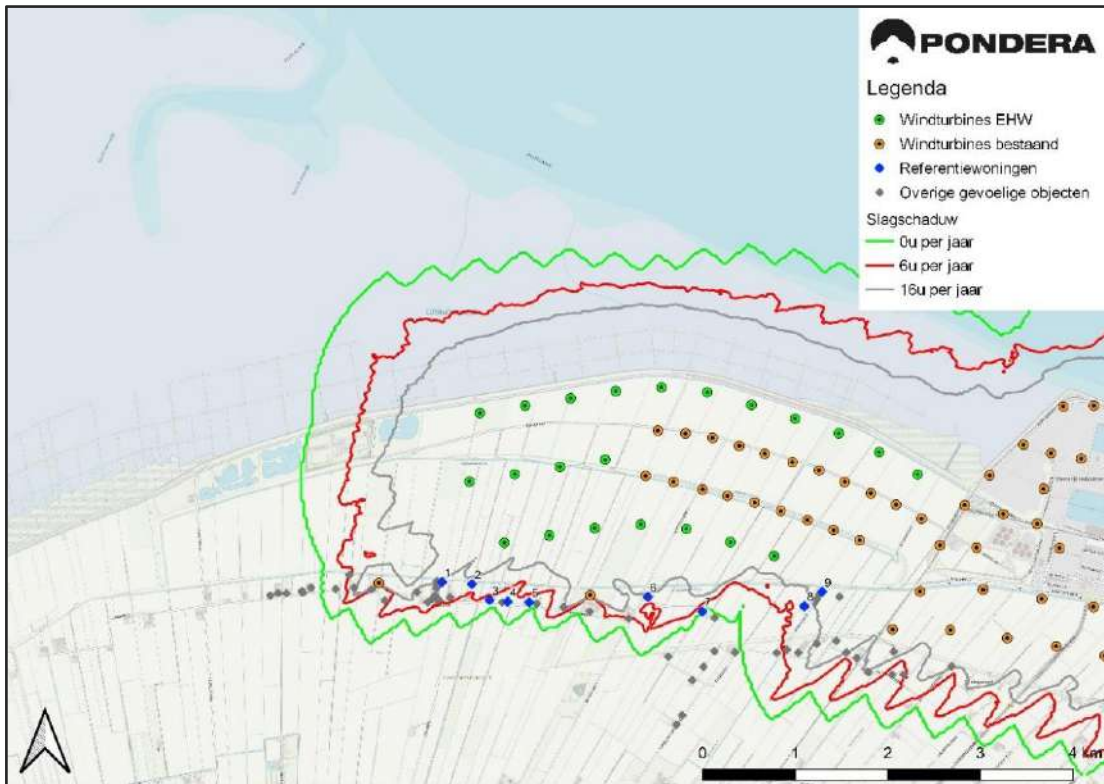 PONDERA
Legenda
Windturbines EHW
Windturbines bestaand
Referentiewoningen
Overige gevoelige objecten
Slagschaduw
0u per jaar
6u per jaar
16u per jaar
1
2
3
4
5
6
7
8
9
0 1 2 3 4 km